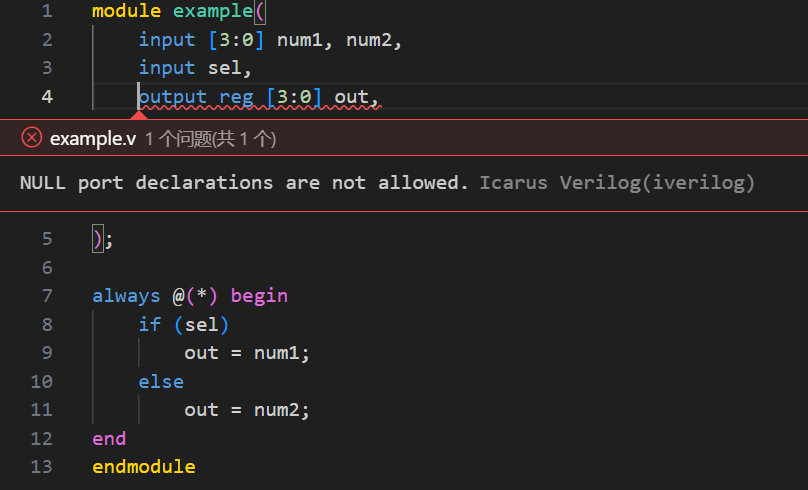 1 module example(
2     input [3:0] num1, num2,
3     input sel,
4     output reg [3:0] out,
example.v 1 个问题(共 1 个)
NULL port declarations are not allowed. Icarus Verilog(iverilog)
5 );
6
7 always @(*) begin
8     if (sel)
9         out = num1;
10     else
11         out = num2;
12 end
13 endmodule